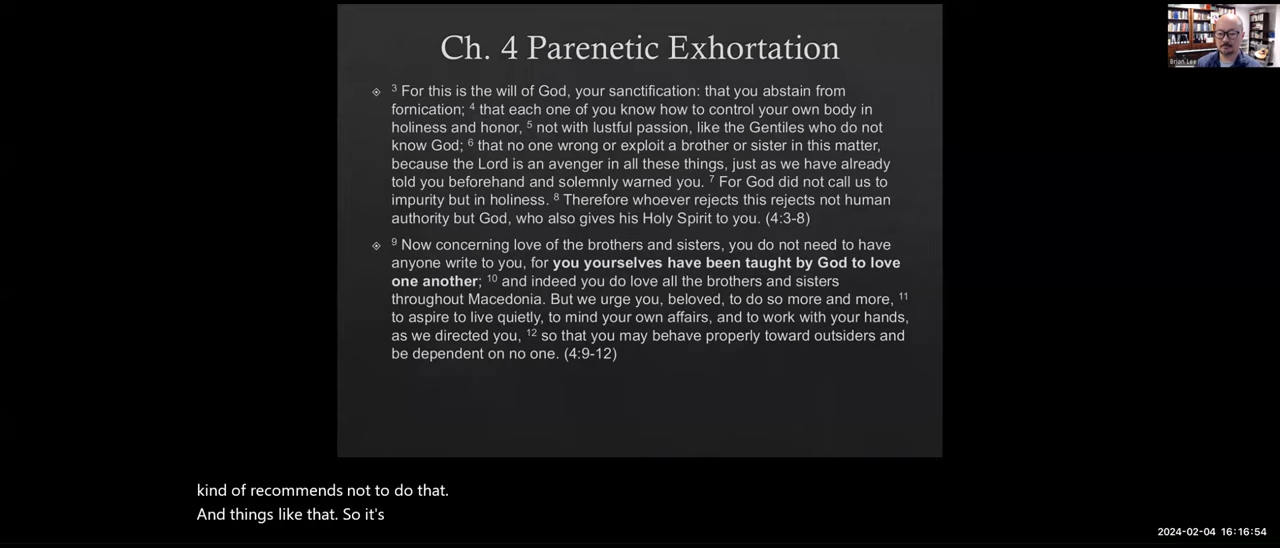 Ch. 4 Parenetic Exhortation
3 For this is the will of God, your sanctification: that you abstain from
fornication; 4 that each one of you know how to control your own body in
holiness and honor, 5 not with lustful passion, like the Gentiles who do not
know God; 6 that no one wrong or exploit a brother or sister in this matter,
because the Lord is an avenger in all these things, just as we have already
told you beforehand and solemnly warned you. 7 For God did not call us to
impurity but in holiness. 8 Therefore whoever rejects this rejects not human
authority but God, who also gives his Holy Spirit to you. (4:3-8)
9 Now concerning love of the brothers and sisters, you do not need to have
anyone write to you, for you yourselves have been taught by God to love
one another; 10 and indeed you do love all the brothers and sisters
throughout Macedonia. But we urge you, beloved, to do so more and more, 11
to aspire to live quietly, to mind your own affairs, and to work with your hands,
as we directed you, 12 so that you may behave properly toward outsiders and
be dependent on no one. (4:9-12)
Brian Lee
kind of recommends not to do that.
And things like that. So it's
2024-02-04 16:16:54